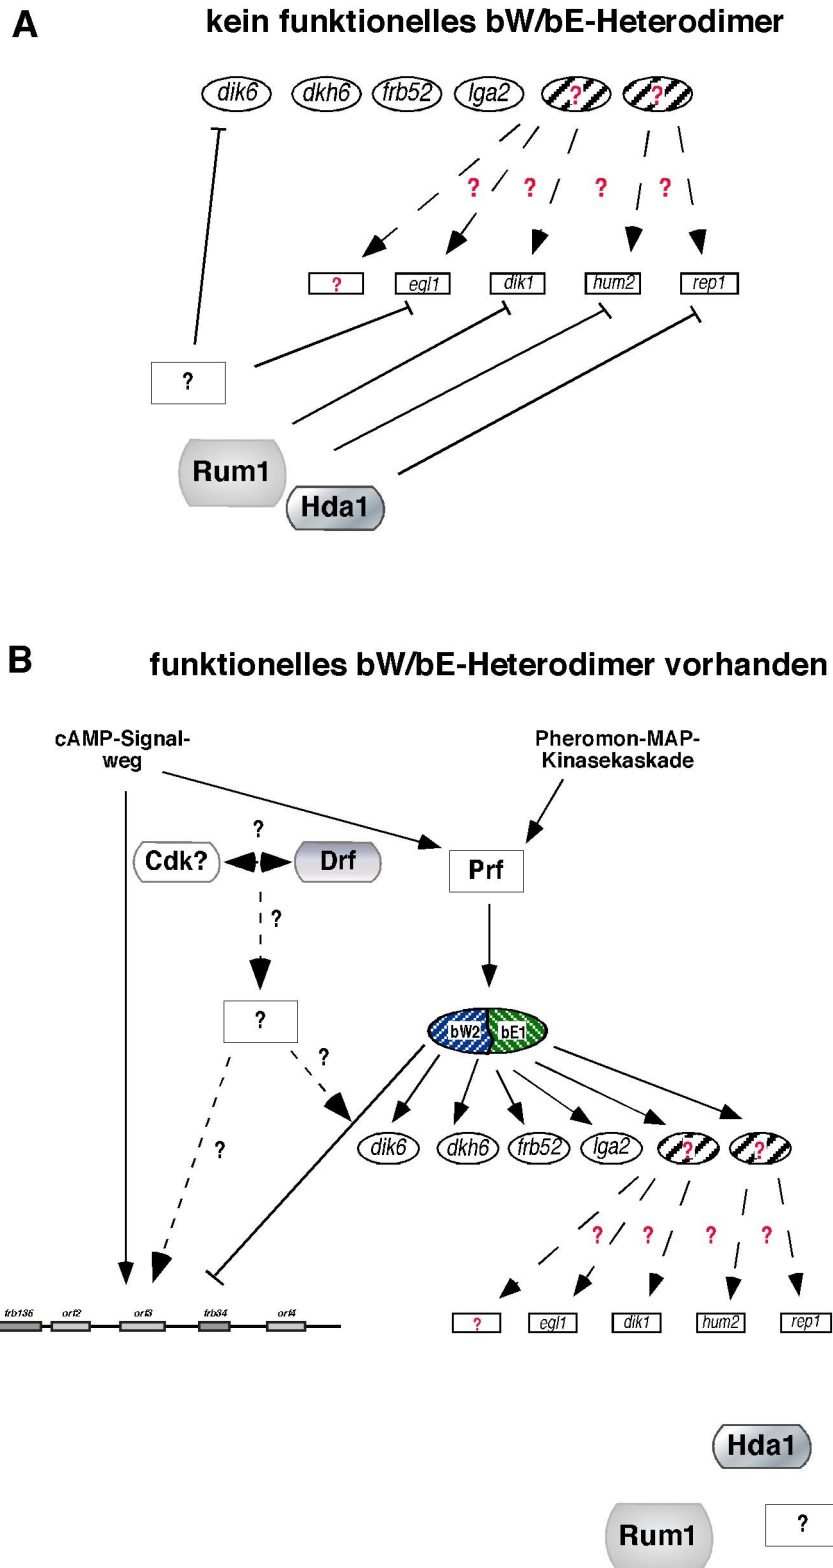 A
kein funktionelles bW/bE-Heterodimer
dik6 dkh6 frb52 lga2 ? ?
? ? ? ?
? egl1 dik1 hum2 rep1
?
Rum1
Hda1
B
funktionelles bW/bE-Heterodimer vorhanden
cAMP-Signal-
weg
Pheromon-MAP-
Kinasekaskade
?
Cdk? Drf
Prf
?
?
bW2 bE1
?
dik6 dkh6 frb52 lga2 ? ?
?
? ? ? ?
frb136 orf2 orf3 frb34 orf4
? egl1 dik1 hum2 rep1
Hda1
?
Rum1